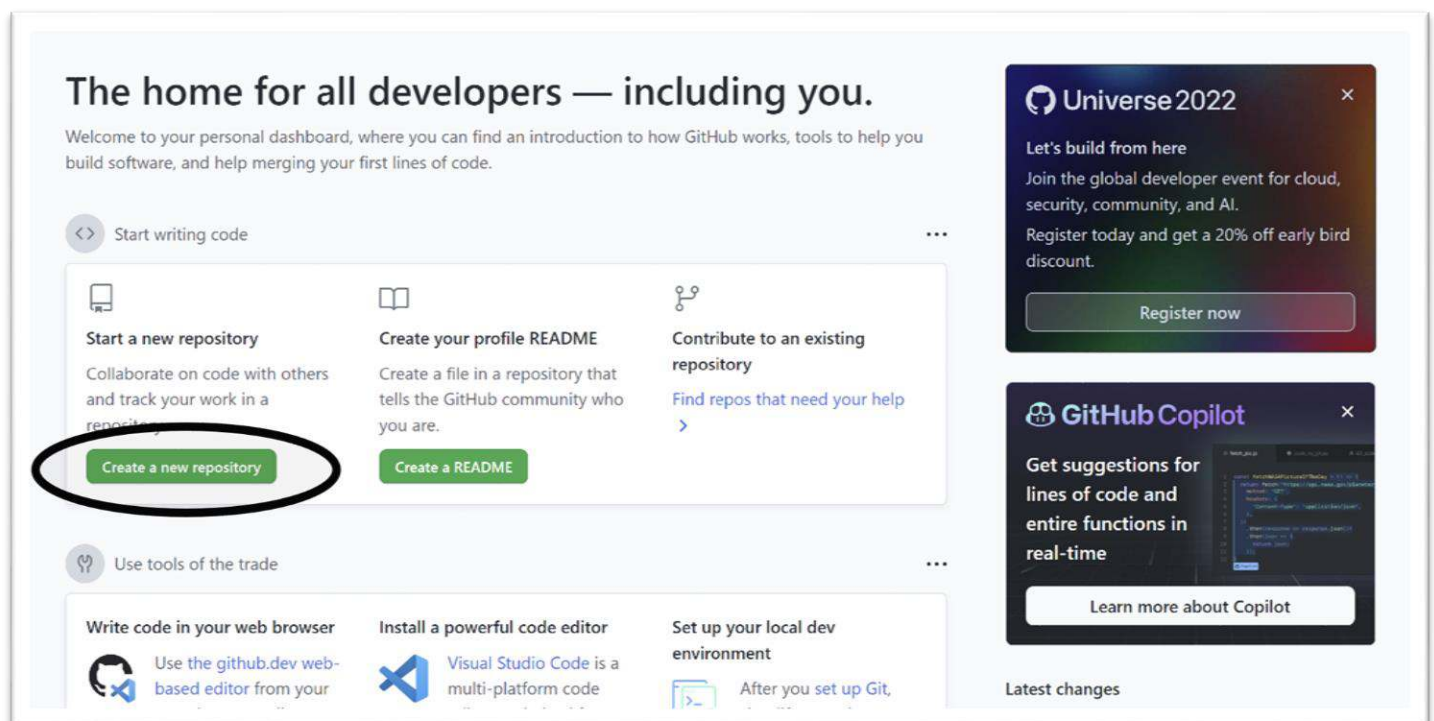 The home for all developers — including you.
Welcome to your personal dashboard, where you can find an introduction to how GitHub works, tools to help you
build software, and help merging your first lines of code.
Start writing code
Start a new repository
Collaborate on code with others
and track your work in a
repository
Create a new repository
Create your profile README
Create a file in a repository that
tells the GitHub community who
you are.
Create a README
Contribute to an existing
repository
Find repos that need your help
Use tools of the trade
Write code in your web browser
Use the github.dev web-
based editor from your
Install a powerful code editor
Visual Studio Code is a
multi-platform code
Set up your local dev
environment
After you set up Git,
Universe 2022
Let's build from here
Join the global developer event for cloud,
security, community, and AI.
Register today and get a 20% off early bird
discount.
Register now
GitHub Copilot
Get suggestions for
lines of code and
entire functions in
real-time
Learn more about Copilot
Latest changes